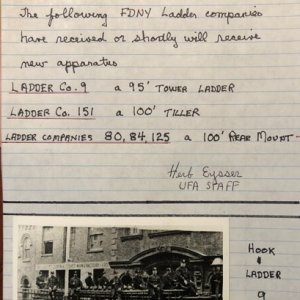 The following FDNY Ladder companies
have received or shortly will receive
new apparatus
LADDER Co. 9 a 95' TOWER LADDER
LADDER Co. 151 a 100' TILLER
LADDER COMPANIES 80, 84, 125 a 100' REAR MOUNT-
Herb Eysser
UFA STAFF
HOOK
&
LADDER
9